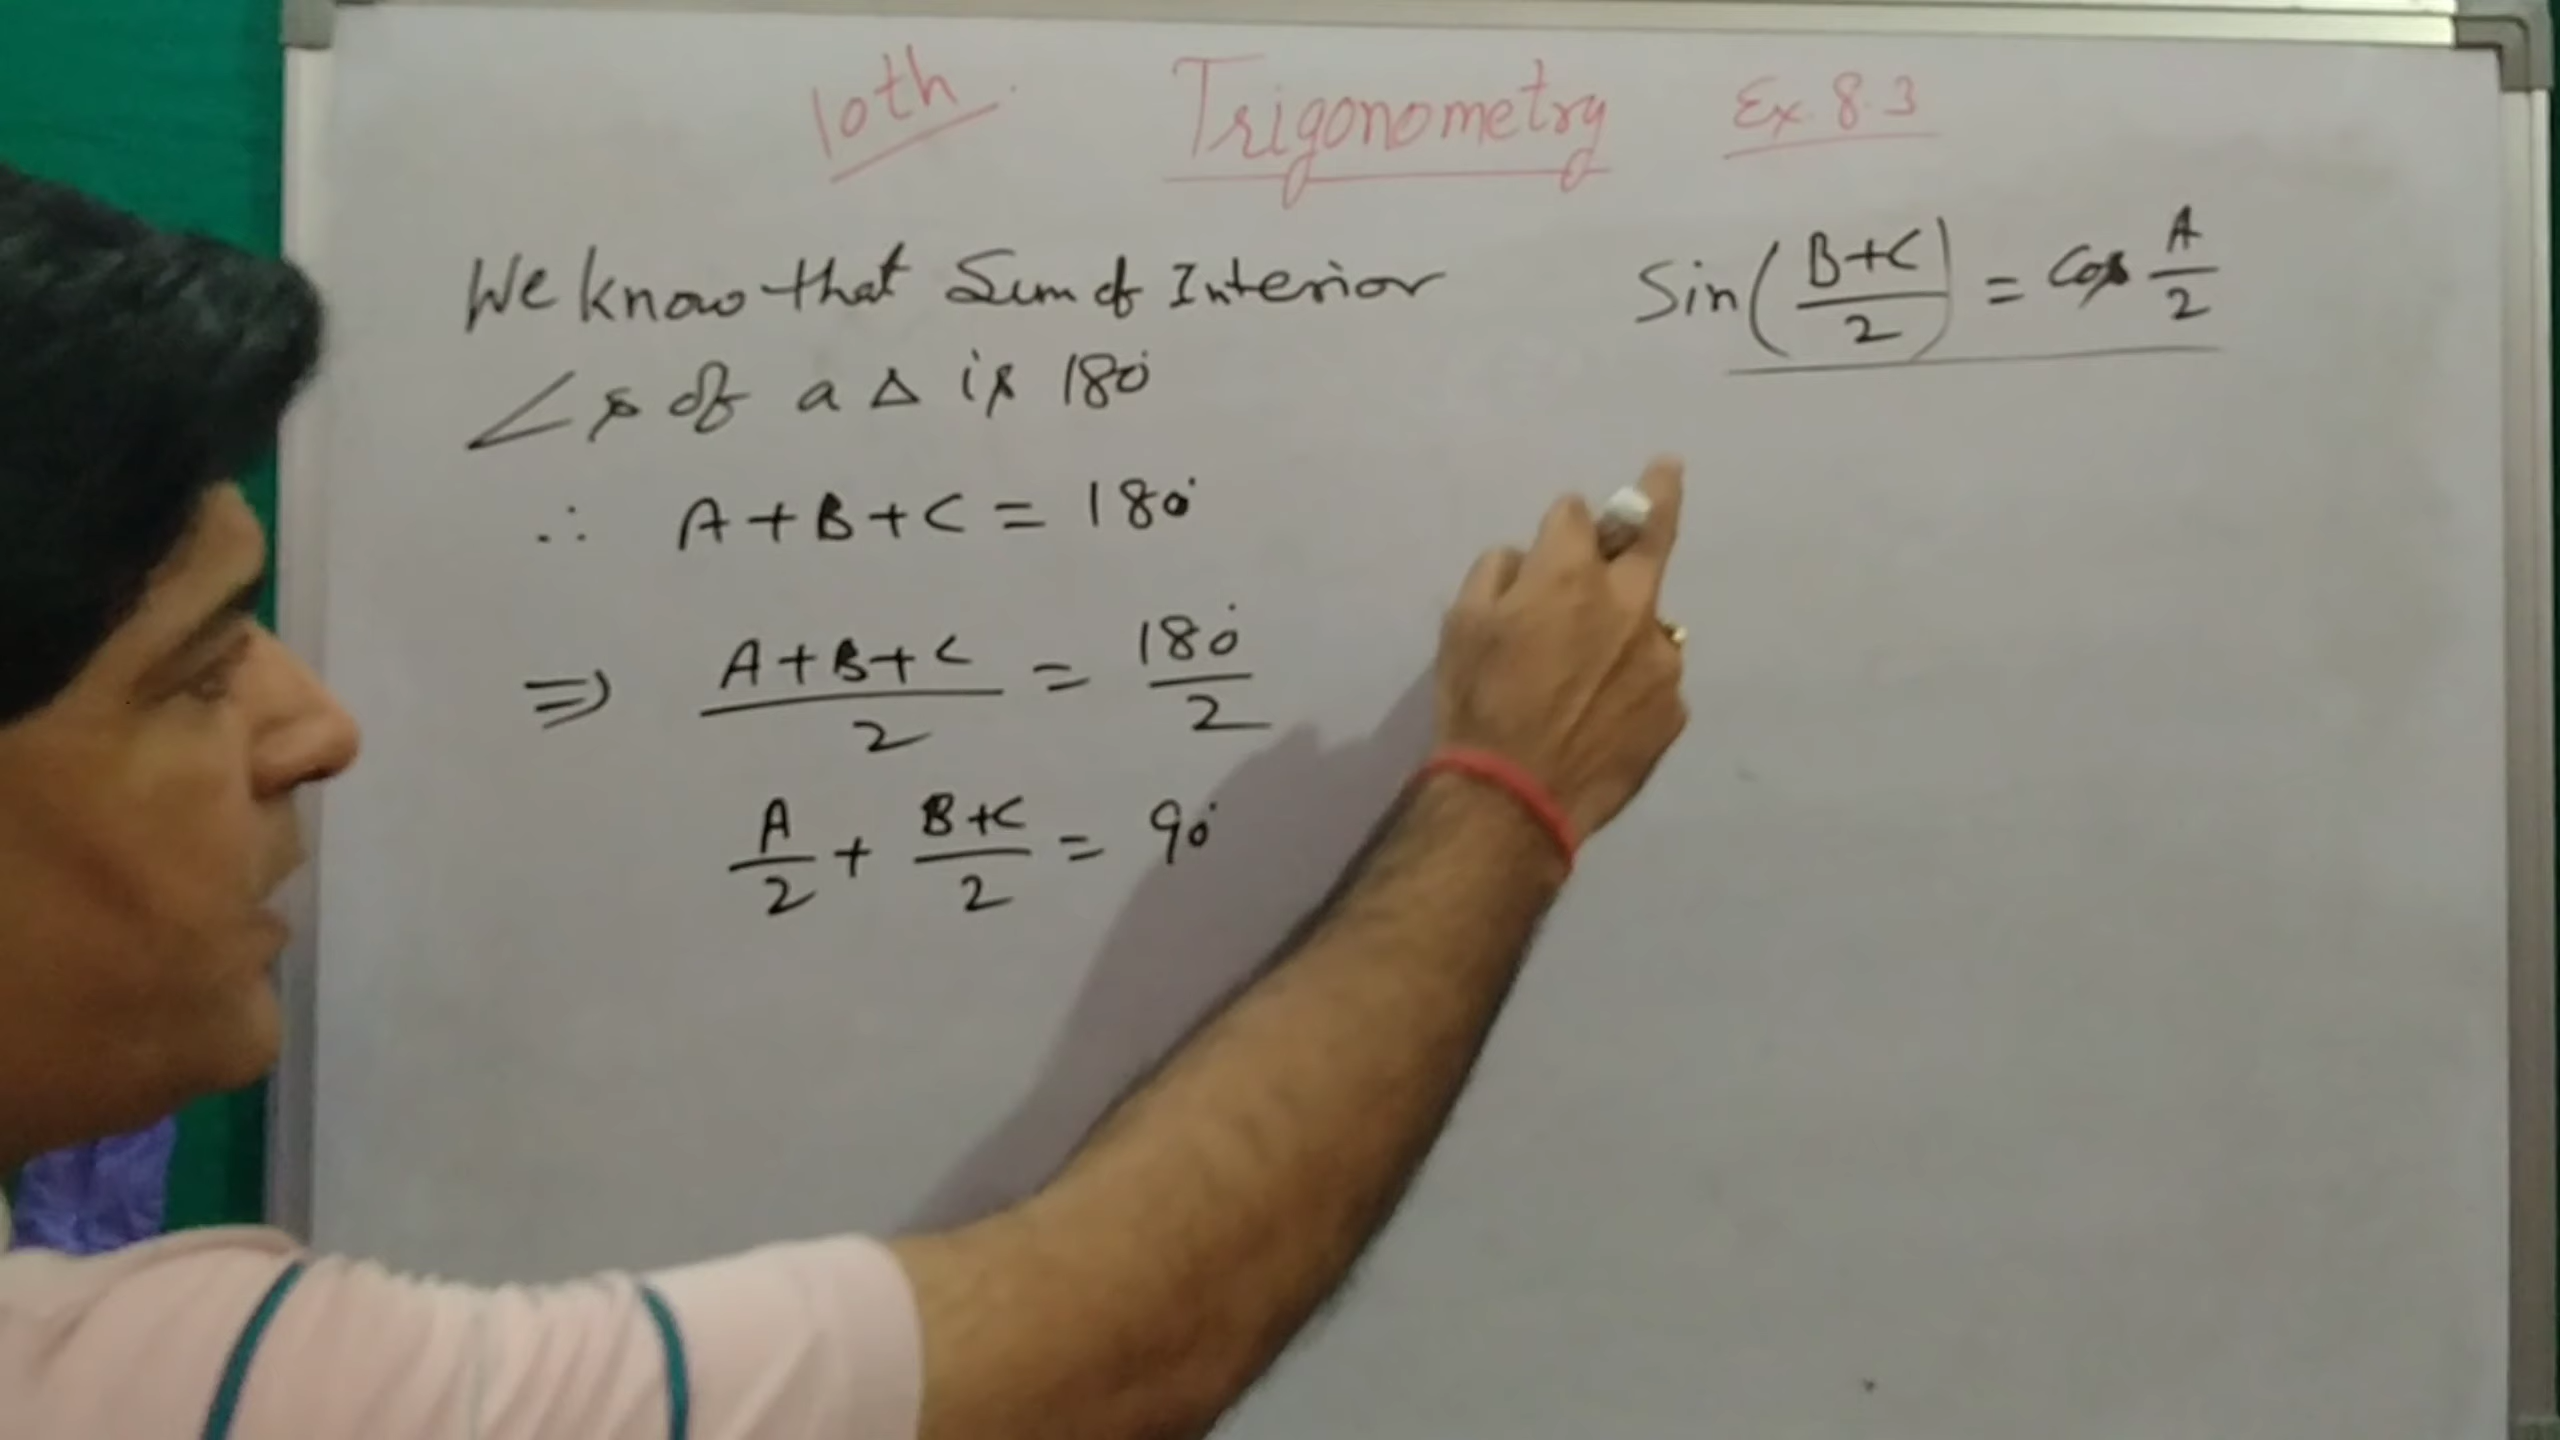 10th. Trigonometry Ex. 8.3
We know that Sum of Interior
∠s of a Δ is 180°
∴ A+B+C = 180°
⇒ (A+B+C)/2 = 180°/2
A/2 + (B+C)/2 = 90°
Sin((B+C)/2) = cos A/2